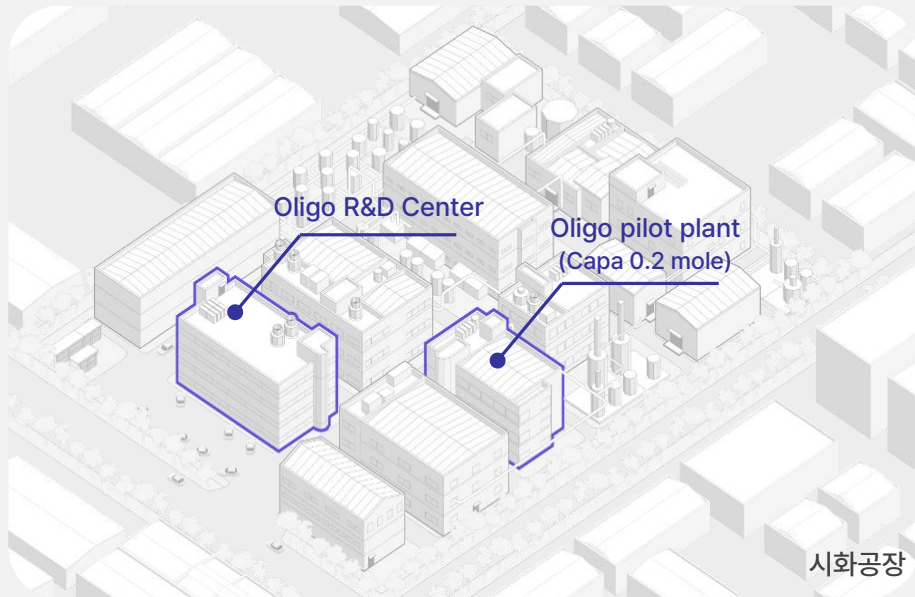 Oligo R&D Center
Oligo pilot plant
(Capa 0.2 mole)
시화공장